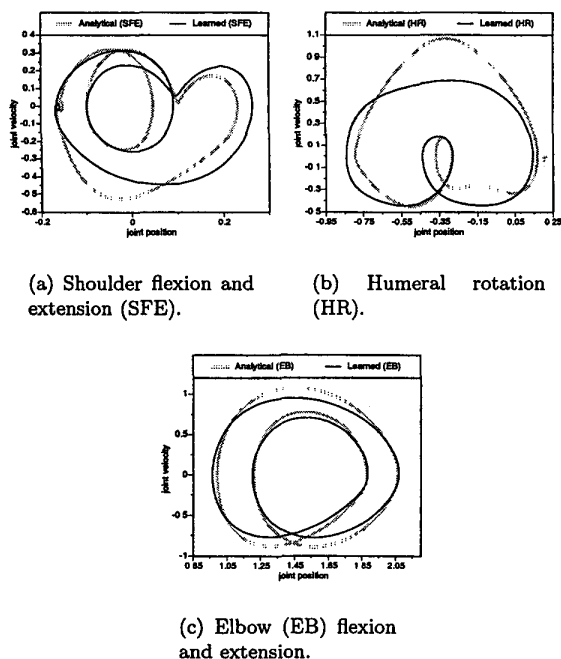 Analytical (SFE) Learned (SFE)
joint velocity
0.4
0.3
0.2
0.1
0
-0.1
-0.2
-0.3
-0.4
-0.5
-0.6
-0.2 0 0.2
joint position
(a) Shoulder flexion and
extension (SFE).
Analytical (HR) Learned (HR)
joint velocity
1.1
0.9
0.7
0.5
0.3
0.1
-0.1
-0.3
-0.5
-0.95 -0.75 -0.55 -0.35 -0.15 0.05 0.25
joint position
(b) Humeral rotation
(HR).
Analytical (EB) Learned (EB)
joint velocity
1
0.5
0
-0.5
-1
0.85 1.05 1.25 1.45 1.65 1.85 2.05
joint position
(c) Elbow (EB) flexion
and extension.